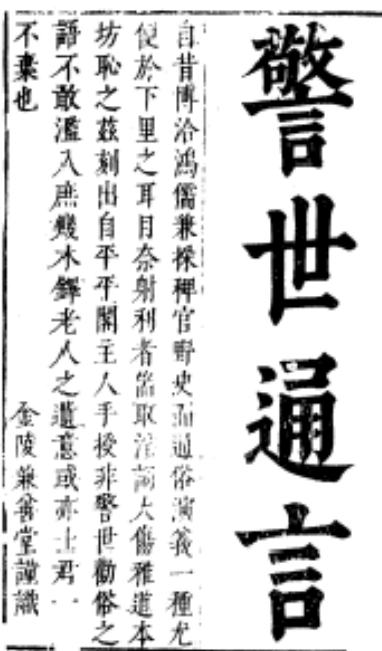 警世通言
自昔博洽鴻儒兼採稗官野史而通俗演義一種尤
便於下里之耳目奈射利者耑取淫詞大傷雅道本
坊恥之茲刻出自平平閣主人手授非警世勸俗之
語不敢濫入庶幾木鐸老人之遺意或亦士君
不棄也
金陵兼善堂謹識